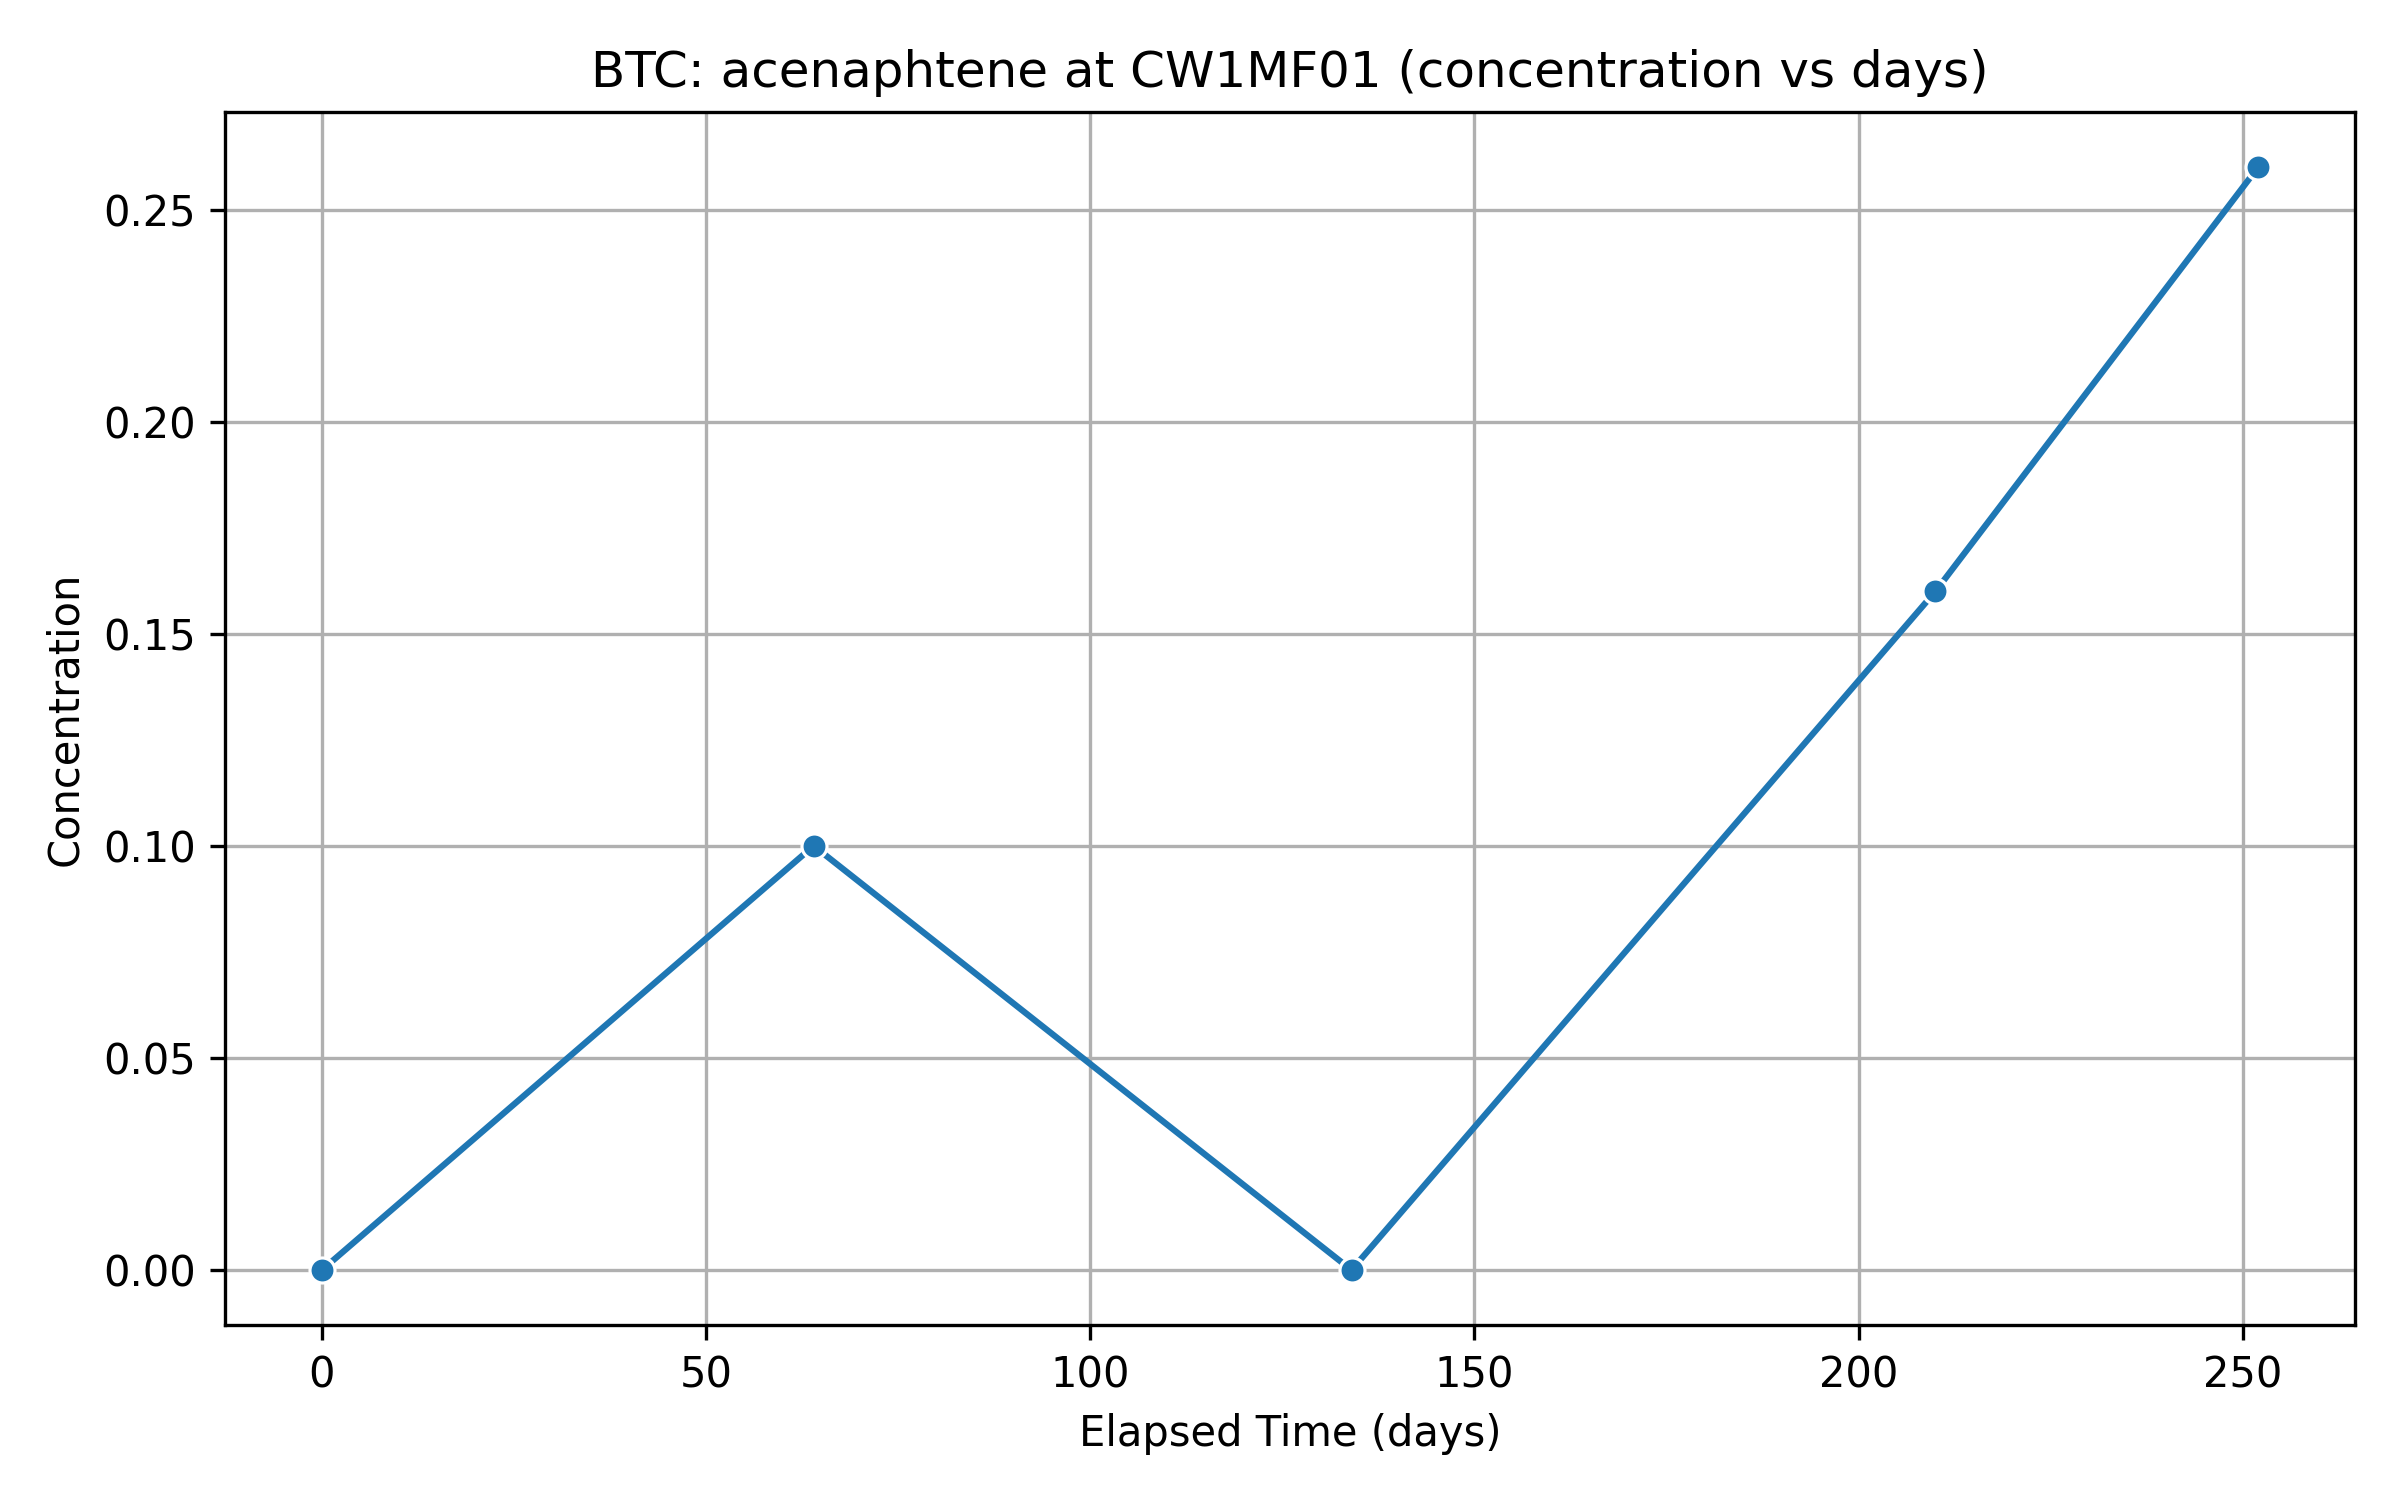 BTC: acenaphtene at CW1MF01 (concentration vs days)
Concentration
0.25
0.20
0.15
0.10
0.05
0.00
0 50 100 150 200 250
Elapsed Time (days)